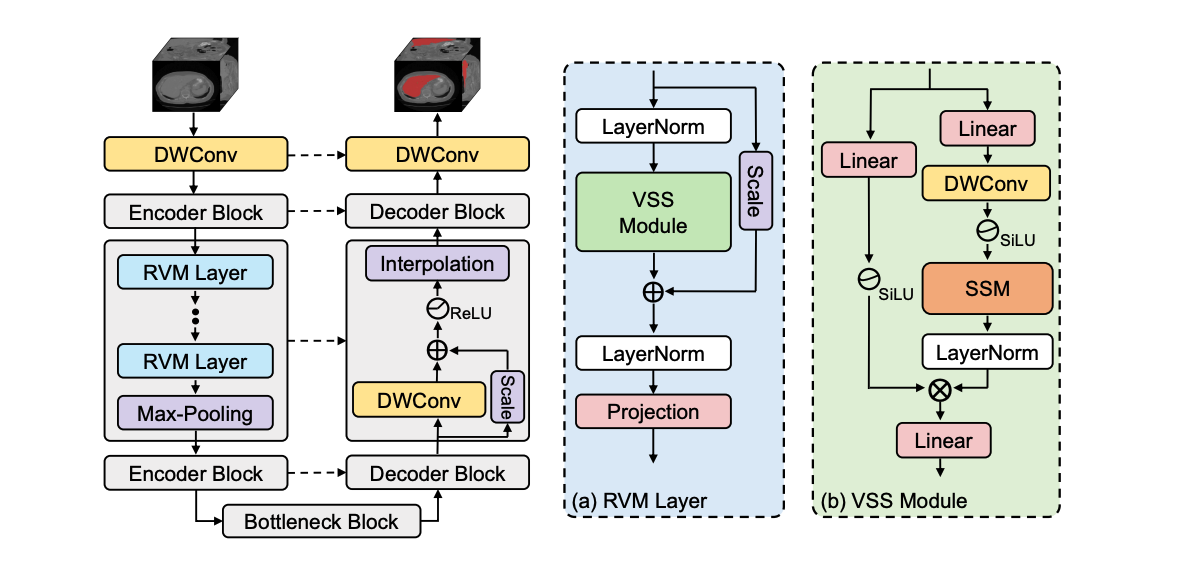 DWConv
Encoder Block
RVM Layer
RVM Layer
Max-Pooling
Encoder Block
Bottleneck Block
DWConv
Decoder Block
Interpolation
ReLU
DWConv
Scale
Decoder Block
LayerNorm
Scale
VSS
Module
LayerNorm
Projection
(a) RVM Layer
Linear
Linear
DWConv
SiLU
SiLU
SSM
LayerNorm
Linear
(b) VSS Module